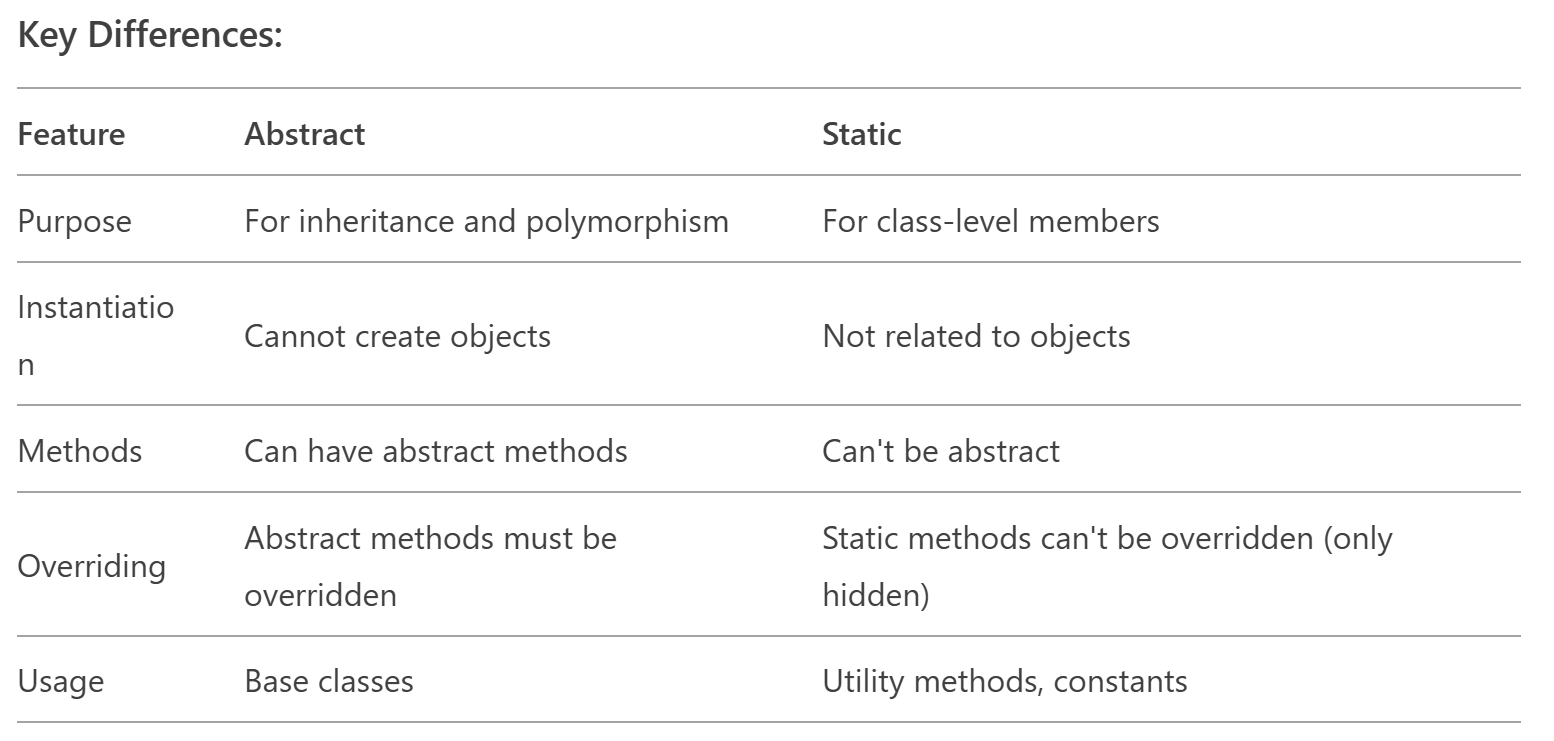 Key Differences:
Feature Abstract Static
Purpose For inheritance and polymorphism For class-level members
Instantiatio
n
Cannot create objects Not related to objects
Methods Can have abstract methods Can't be abstract
Overriding
Abstract methods must be
overridden
Static methods can't be overridden (only
hidden)
Usage Base classes Utility methods, constants